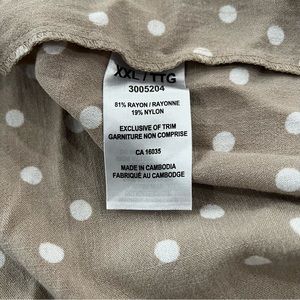 XXL / TTG
3005204
81% RAYON / RAYONNE
19% NYLON
EXCLUSIVE OF TRIM
GARNITURE NON COMPRISE
CA 16035
MADE IN CAMBODIA
FABRIQUÉ AU CAMBODGE